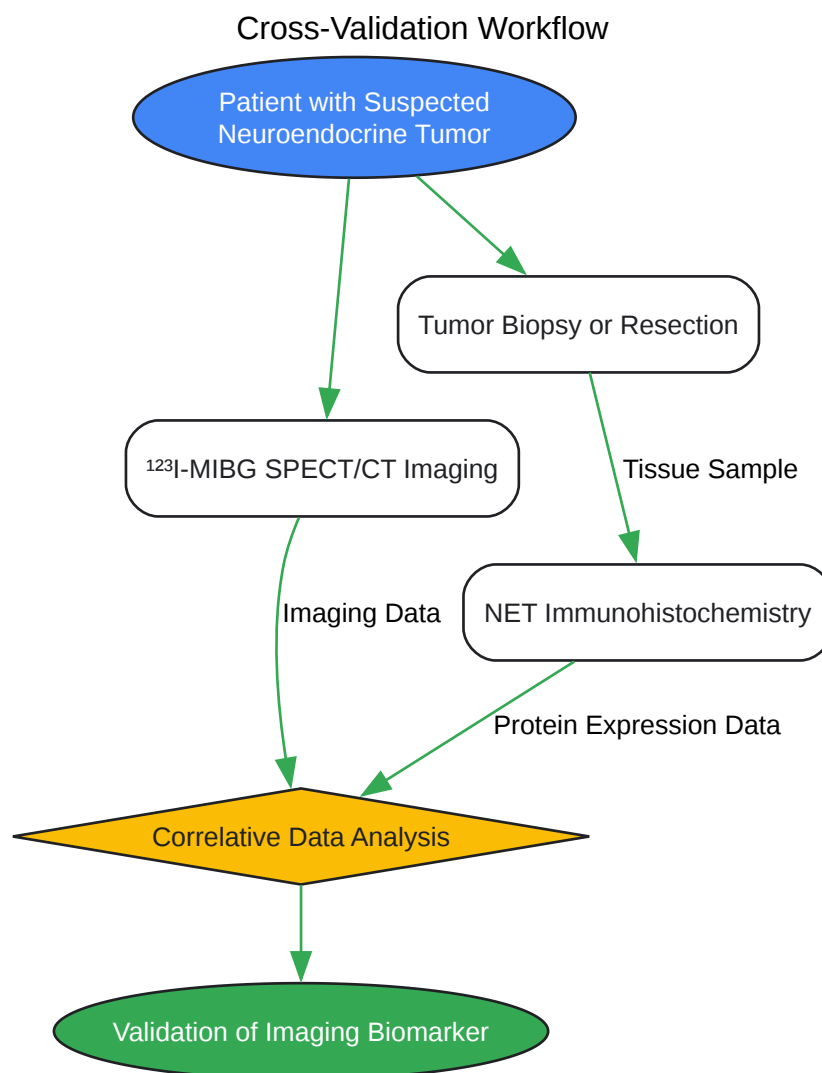 Cross-Validation Workflow
Patient with Suspected
Neuroendocrine Tumor
Tumor Biopsy or Resection
¹²³I-MIBG SPECT/CT Imaging
Tissue Sample
Imaging Data
NET Immunohistochemistry
Protein Expression Data
Correlative Data Analysis
Validation of Imaging Biomarker